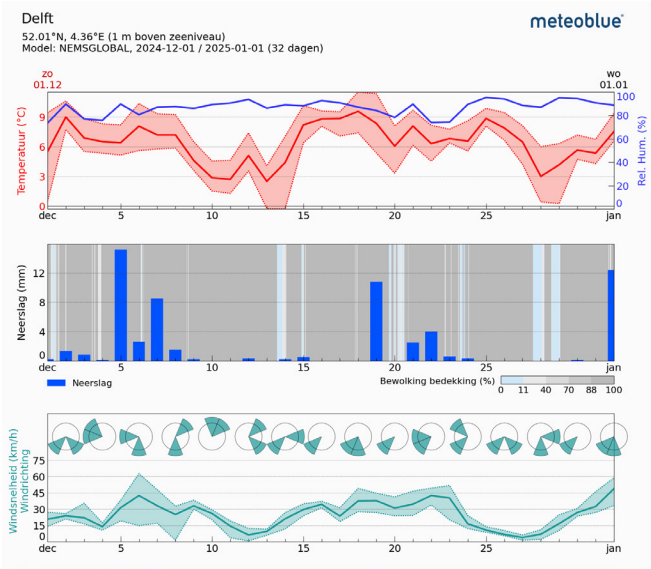 Delft
meteoblue®
52.01°N, 4.36°E (1 m boven zeeniveau)
Model: NEMSGLOBAL, 2024-12-01 / 2025-01-01 (32 dagen)
zo
01.12
wo
01.01
Temperatuur (°C)
9
6
3
0
100
80
60
40
20
0
Rel. Hum. (%)
dec 5 10 15 20 25 jan
Neerslag (mm)
12
8
4
0
dec 5 10 15 20 25 jan
Neerslag
Bewolking bedekking (%)
0 11 40 70 88 100
Windsnelheid (km/h)
Windrichting
75
60
45
30
15
0
dec 5 10 15 20 25 jan